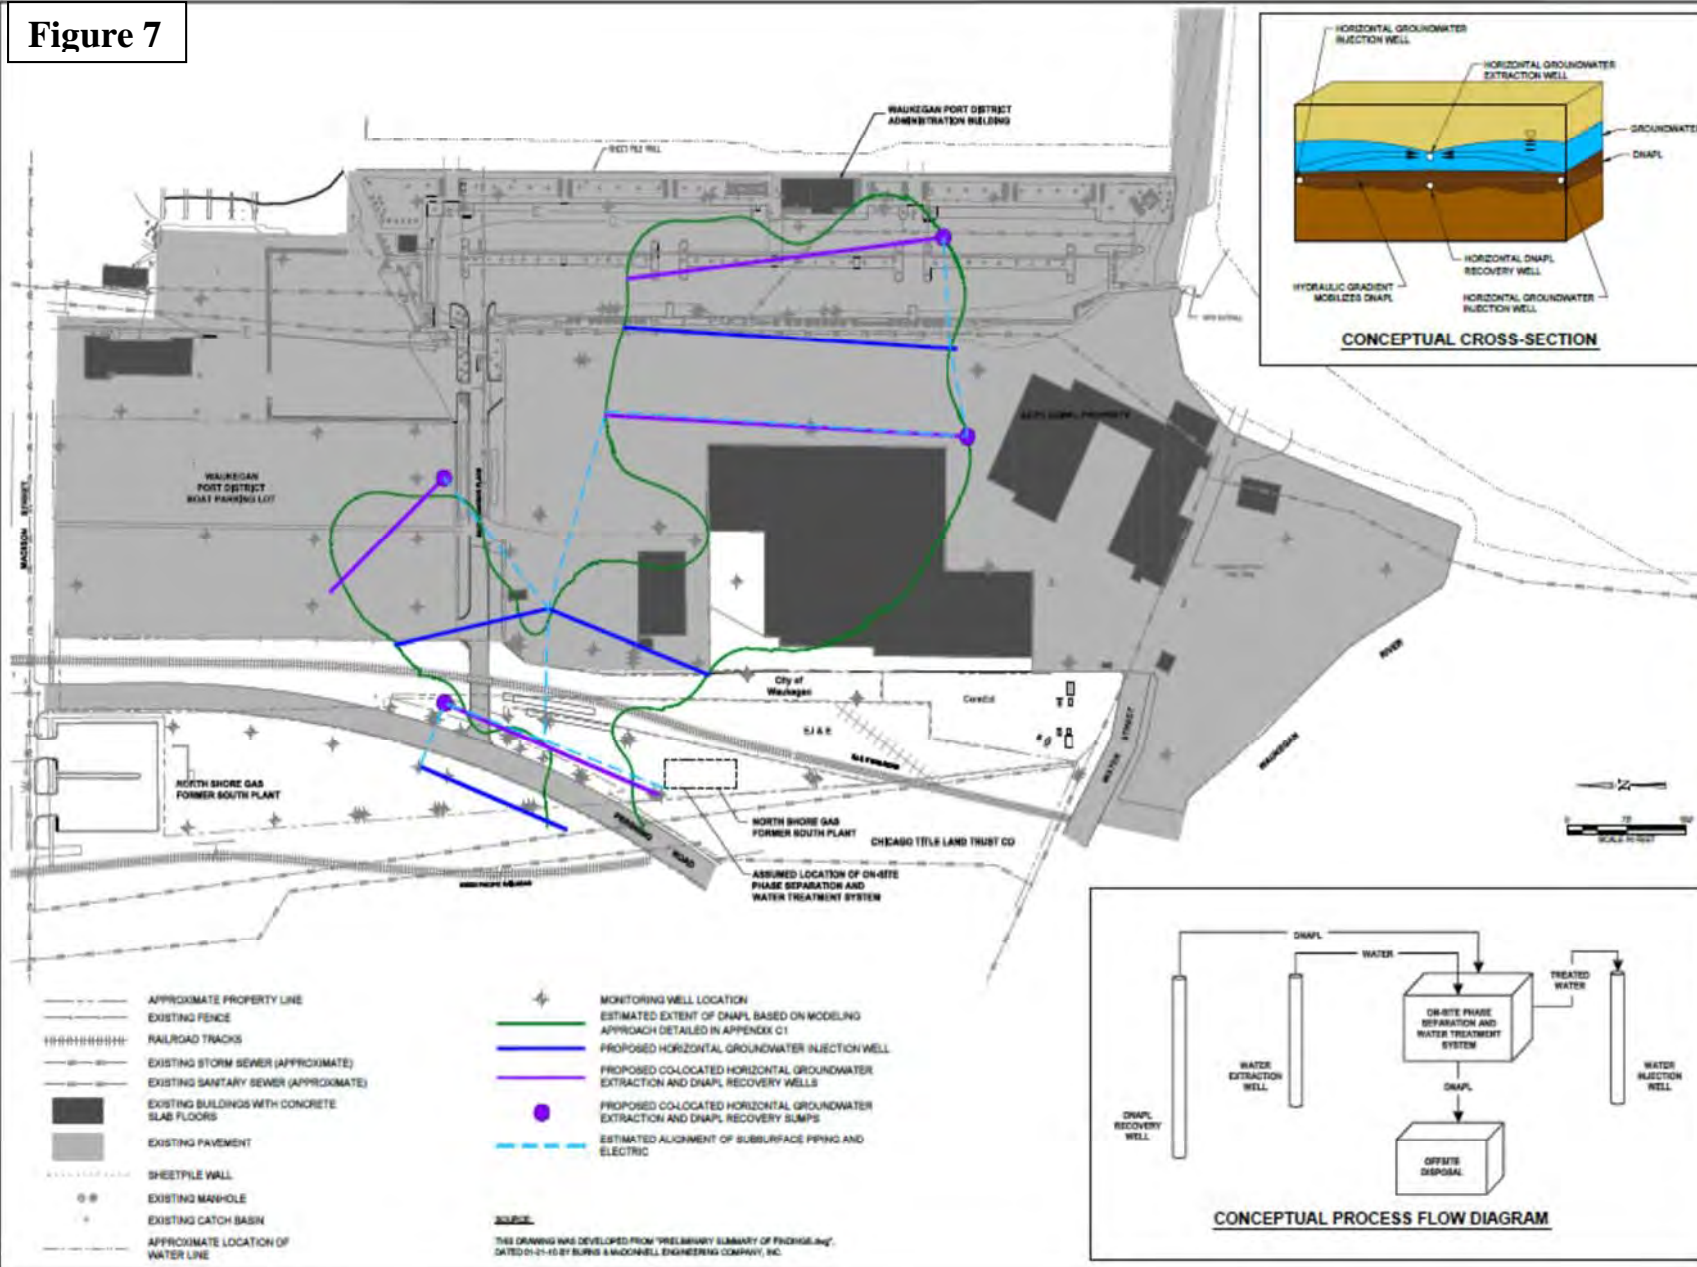 Figure 7
WAUKEGAN PORT DISTRICT
ADMINISTRATION BUILDING
HORIZONTAL GROUNDWATER
INJECTION WELL
HORIZONTAL GROUNDWATER
EXTRACTION WELL
GROUNDWATER
DNAPL
HORIZONTAL DNAPL
RECOVERY WELL
HYDRAULIC GRADIENT
MOBILIZES DNAPL
HORIZONTAL GROUNDWATER
INJECTION WELL
CONCEPTUAL CROSS-SECTION
WAUKEGAN
PORT DISTRICT
BOAT PARKING LOT
MADISON STREET
City of
Waukegan
ComEd
EJ & E
WATER STREET
WAUKEGAN RIVER
NORTH SHORE GAS
FORMER SOUTH PLANT
NORTH SHORE GAS
FORMER SOUTH PLANT
CHICAGO TITLE LAND TRUST CO
ROAD
ASSUMED LOCATION OF ON-SITE
PHASE SEPARATION AND
WATER TREATMENT SYSTEM
N
SCALE IN FEET
APPROXIMATE PROPERTY LINE
EXISTING FENCE
RAILROAD TRACKS
EXISTING STORM SEWER (APPROXIMATE)
EXISTING SANITARY SEWER (APPROXIMATE)
EXISTING BUILDINGS WITH CONCRETE
SLAB FLOORS
EXISTING PAVEMENT
SHEETPILE WALL
EXISTING MANHOLE
EXISTING CATCH BASIN
APPROXIMATE LOCATION OF
WATER LINE
MONITORING WELL LOCATION
ESTIMATED EXTENT OF DNAPL BASED ON MODELING
APPROACH DETAILED IN APPENDIX C1
PROPOSED HORIZONTAL GROUNDWATER INJECTION WELL
PROPOSED CO-LOCATED HORIZONTAL GROUNDWATER
EXTRACTION AND DNAPL RECOVERY WELLS
PROPOSED CO-LOCATED HORIZONTAL GROUNDWATER
EXTRACTION AND DNAPL RECOVERY SUMPS
ESTIMATED ALIGNMENT OF SUBSURFACE PIPING AND
ELECTRIC
SOURCE:
THIS DRAWING WAS DEVELOPED FROM "PRELIMINARY SUMMARY OF FINDINGS.dwg",
DATED 01-21-10 BY BURNS & McDONNELL ENGINEERING COMPANY, INC.
DNAPL
WATER
TREATED
WATER
ON-SITE PHASE
SEPARATION AND
WATER TREATMENT
SYSTEM
WATER
EXTRACTION
WELL
WATER
INJECTION
WELL
DNAPL
DNAPL
RECOVERY
WELL
OFFSITE
DISPOSAL
CONCEPTUAL PROCESS FLOW DIAGRAM